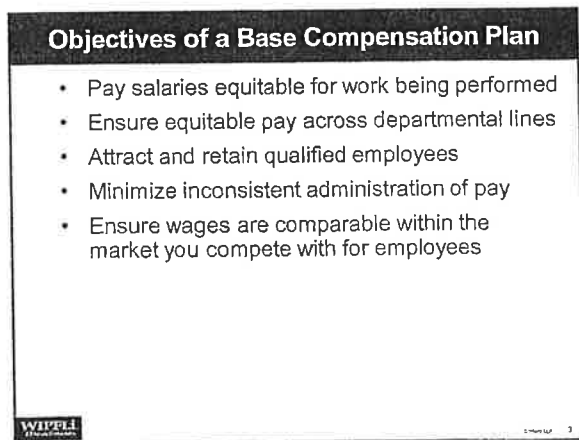 Objectives of a Base Compensation Plan
• Pay salaries equitable for work being performed
• Ensure equitable pay across departmental lines
• Attract and retain qualified employees
• Minimize inconsistent administration of pay
• Ensure wages are comparable within the
market you compete with for employees
WIPFLI
3